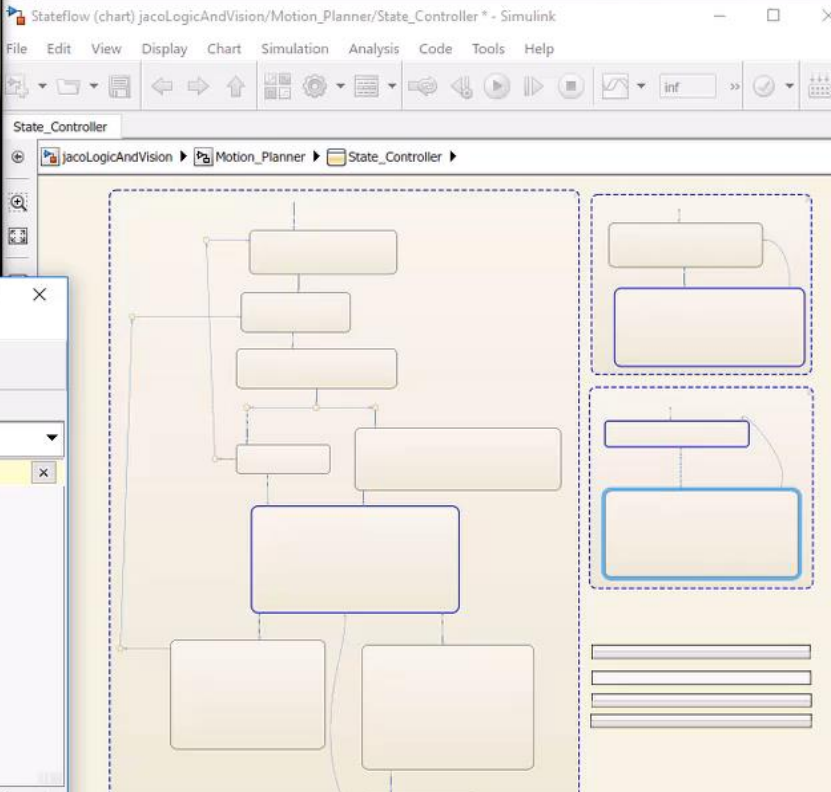 Stateflow (chart) jacoLogicAndVision/Motion_Planner/State_Controller * - Simulink
File Edit View Display Chart Simulation Analysis Code Tools Help
inf »
State_Controller
jacoLogicAndVision Motion_Planner State_Controller